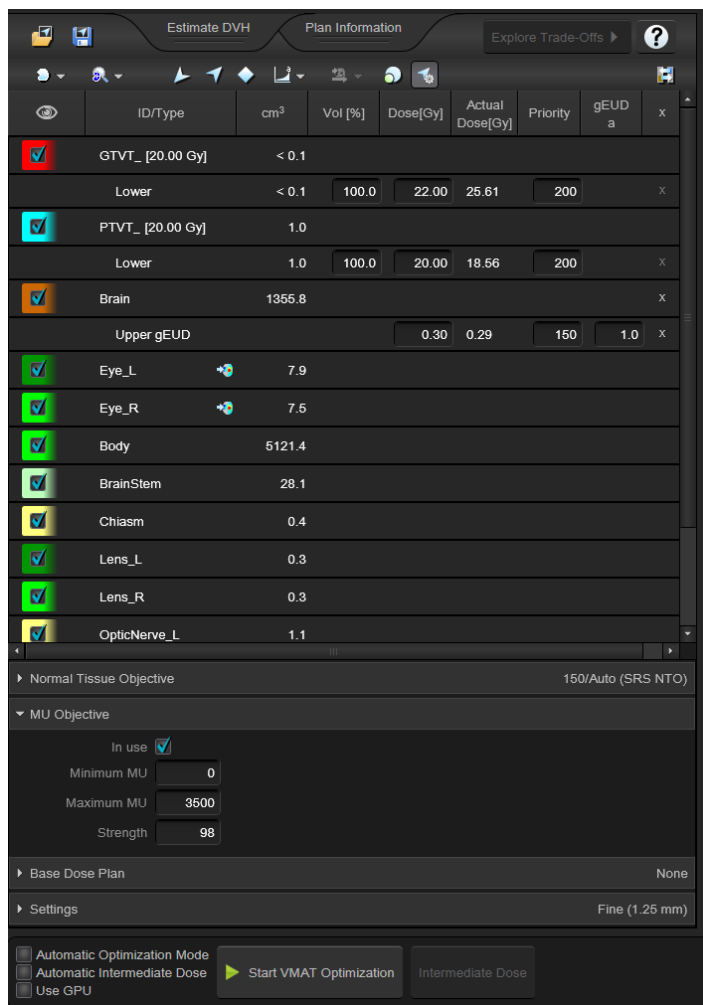 Estimate DVH
Plan Information
Explore Trade-Offs
?
ID/Type cm³ Vol [%] Dose[Gy] Actual Dose[Gy] Priority gEUD a x
GTVT_ [20.00 Gy] < 0.1
Lower < 0.1 100.0 22.00 25.61 200 x
PTVT_ [20.00 Gy] 1.0
Lower 1.0 100.0 20.00 18.56 200 x
Brain 1355.8 x
Upper gEUD 0.30 0.29 150 1.0 x
Eye_L 7.9
Eye_R 7.5
Body 5121.4
BrainStem 28.1
Chiasm 0.4
Lens_L 0.3
Lens_R 0.3
OpticNerve_L 1.1
Normal Tissue Objective 150/Auto (SRS NTO)
MU Objective
In use
Minimum MU 0
Maximum MU 3500
Strength 98
Base Dose Plan None
Settings Fine (1.25 mm)
Automatic Optimization Mode
Automatic Intermediate Dose
Use GPU
Start VMAT Optimization
Intermediate Dose